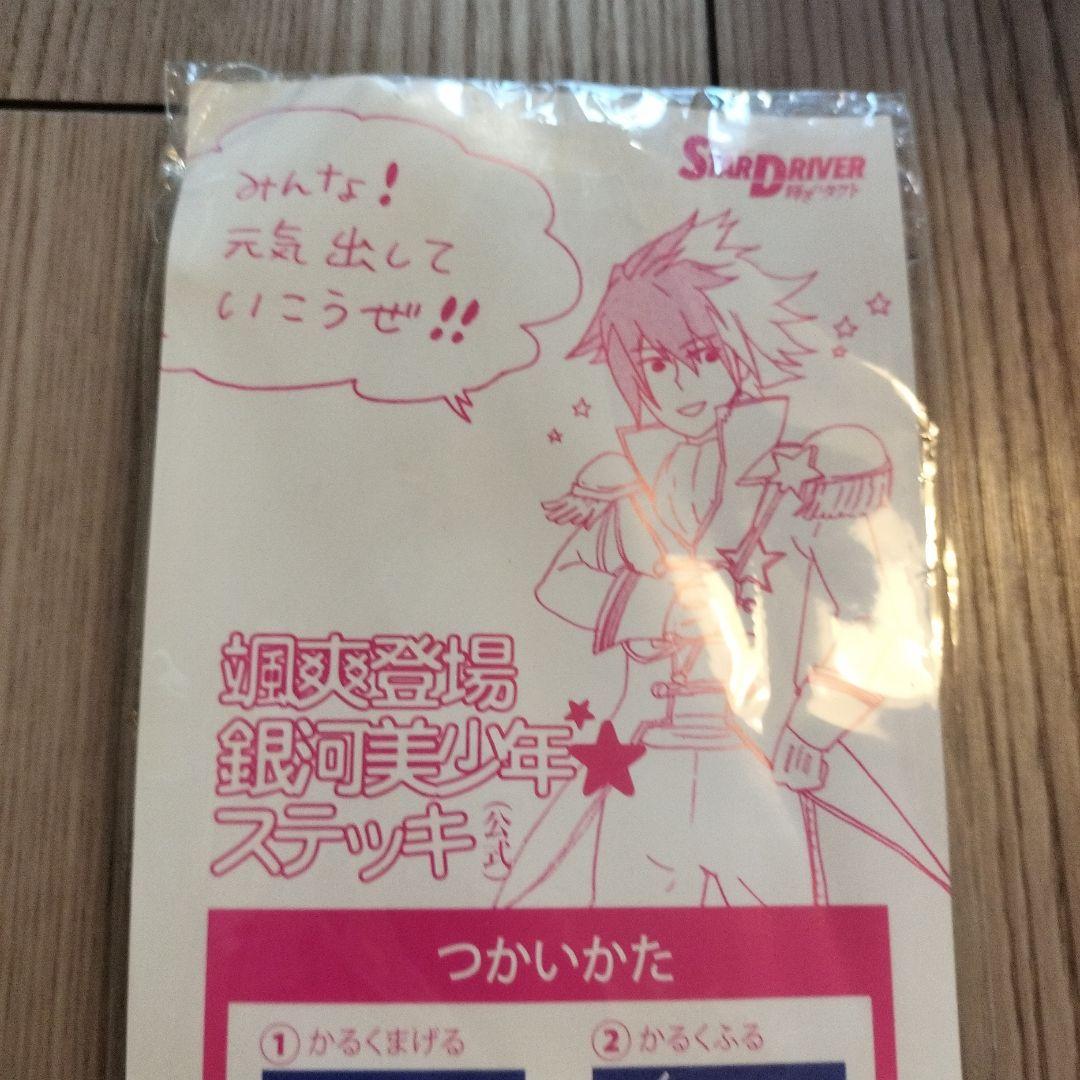 みんな!
元気出して
いこうぜ!!
STAR DRIVER
輝きのタクト
颯爽登場
銀河美少年★
ステッキ(公式)
つかいかた
① かるくまげる
② かるくふる